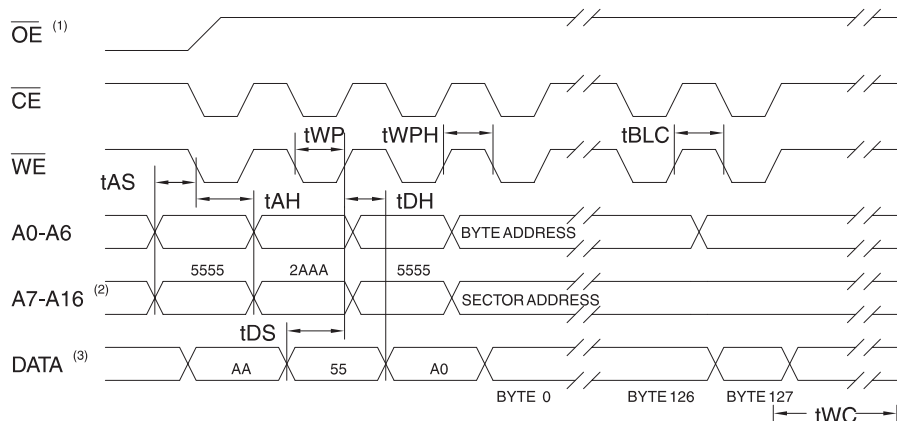 OE (1)
CE
tWP tWPH tBLC
WE
tAS tAH tDH
A0-A6 BYTE ADDRESS
5555 2AAA 5555
A7-A16 (2) SECTOR ADDRESS
tDS
DATA (3) AA 55 A0
BYTE 0 BYTE 126 BYTE 127
tWC